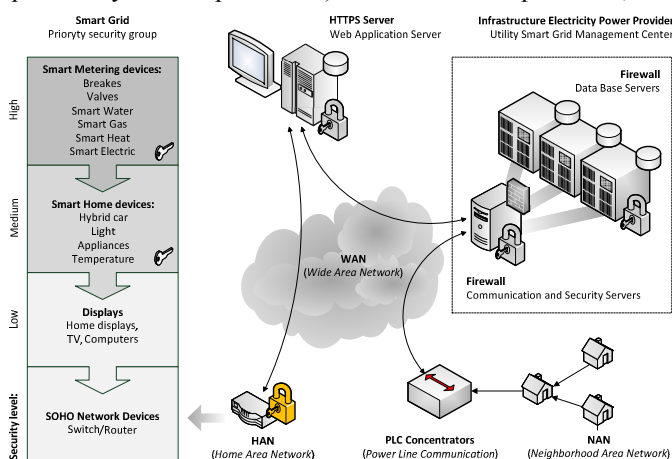 Smart Grid
Prioryty security group
High
Smart Metering devices:
Breakes
Valves
Smart Water
Smart Gas
Smart Heat
Smart Electric
Medium
Smart Home devices:
Hybrid car
Light
Appliances
Temperature
Low
Displays
Home displays,
TV, Computers
Security level:
SOHO Network Devices
Switch/Router
HTTPS Server
Web Application Server
Infrastructure Electricity Power Provider
Utility Smart Grid Management Center
Firewall
Data Base Servers
WAN
(Wide Area Network)
Firewall
Communication and Security Servers
HAN
(Home Area Network)
PLC Concentrators
(Power Line Communication)
NAN
(Neighborhood Area Network)